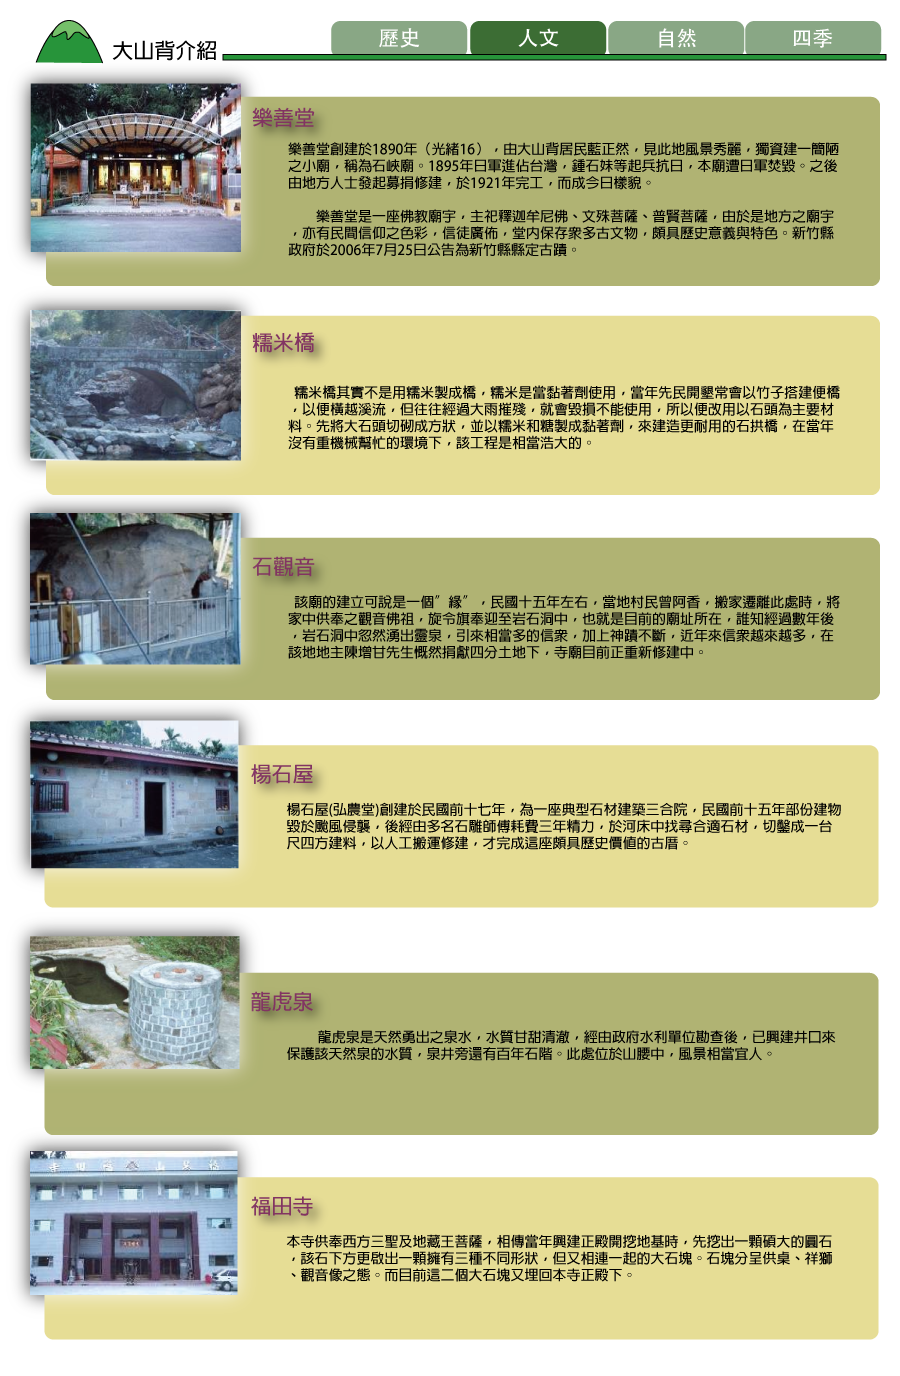 大山背介紹
歷史
人文
自然
四季
樂善堂
樂善堂創建於1890年（光緒16），由大山背居民藍正然，見此地風景秀麗，獨資建一簡陋
之小廟，稱為石峽廟。1895年日軍進佔台灣，鍾石妹等起兵抗日，本廟遭日軍焚毀。之後
由地方人士發起募捐修建，於1921年完工，而成今日樣貌。
樂善堂是一座佛教廟宇，主祀釋迦牟尼佛、文殊菩薩、普賢菩薩，由於是地方之廟宇
，亦有民間信仰之色彩，信徒廣佈，堂內保存衆多古文物，頗具歷史意義與特色。新竹縣
政府於2006年7月25日公告為新竹縣縣定古蹟。
糯米橋
糯米橋其實不是用糯米製成橋，糯米是當黏著劑使用，當年先民開墾常會以竹子搭建便橋
，以便橫越溪流，但往往經過大雨摧殘，就會毀損不能使用，所以便改用以石頭為主要材
料。先將大石頭切砌成方狀，並以糯米和糖製成黏著劑，來建造更耐用的石拱橋，在當年
沒有重機械幫忙的環境下，該工程是相當浩大的。
石觀音
該廟的建立可說是一個”緣”，民國十五年左右，當地村民曾阿香，搬家遷離此處時，將
家中供奉之觀音佛祖，旋令旗奉迎至岩石洞中，也就是目前的廟址所在，誰知經過數年後
，岩石洞中忽然湧出靈泉，引來相當多的信衆，加上神蹟不斷，近年來信衆越來越多，在
該地地主陳增甘先生慨然捐獻四分土地下，寺廟目前正重新修建中。
楊石屋
楊石屋(弘農堂)創建於民國前十七年，為一座典型石材建築三合院，民國前十五年部份建物
毀於颱風侵襲，後經由多名石雕師傅耗費三年精力，於河床中找尋合適石材，切鑿成一台
尺四方建料，以人工搬運修建，才完成這座頗具歷史價值的古厝。
龍虎泉
龍虎泉是天然勇出之泉水，水質甘甜清澈，經由政府水利單位勘查後，已興建井口來
保護該天然泉的水質，泉井旁還有百年石階。此處位於山腰中，風景相當宜人。
福田寺
本寺供奉西方三聖及地藏王菩薩，相傳當年興建正殿開挖地基時，先挖出一顆碩大的圓石
，該石下方更啟出一顆擁有三種不同形狀，但又相連一起的大石塊。石塊分呈供桌、祥獅
、觀音像之態。而目前這二個大石塊又埋回本寺正殿下。